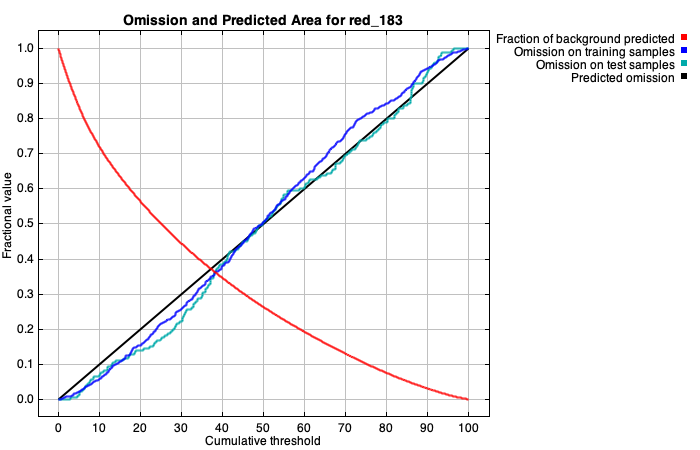 Omission and Predicted Area for red_183
Fraction of background predicted
Omission on training samples
Omission on test samples
Predicted omission
Fractional value
1.0
0.9
0.8
0.7
0.6
0.5
0.4
0.3
0.2
0.1
0.0
0 10 20 30 40 50 60 70 80 90 100
Cumulative threshold